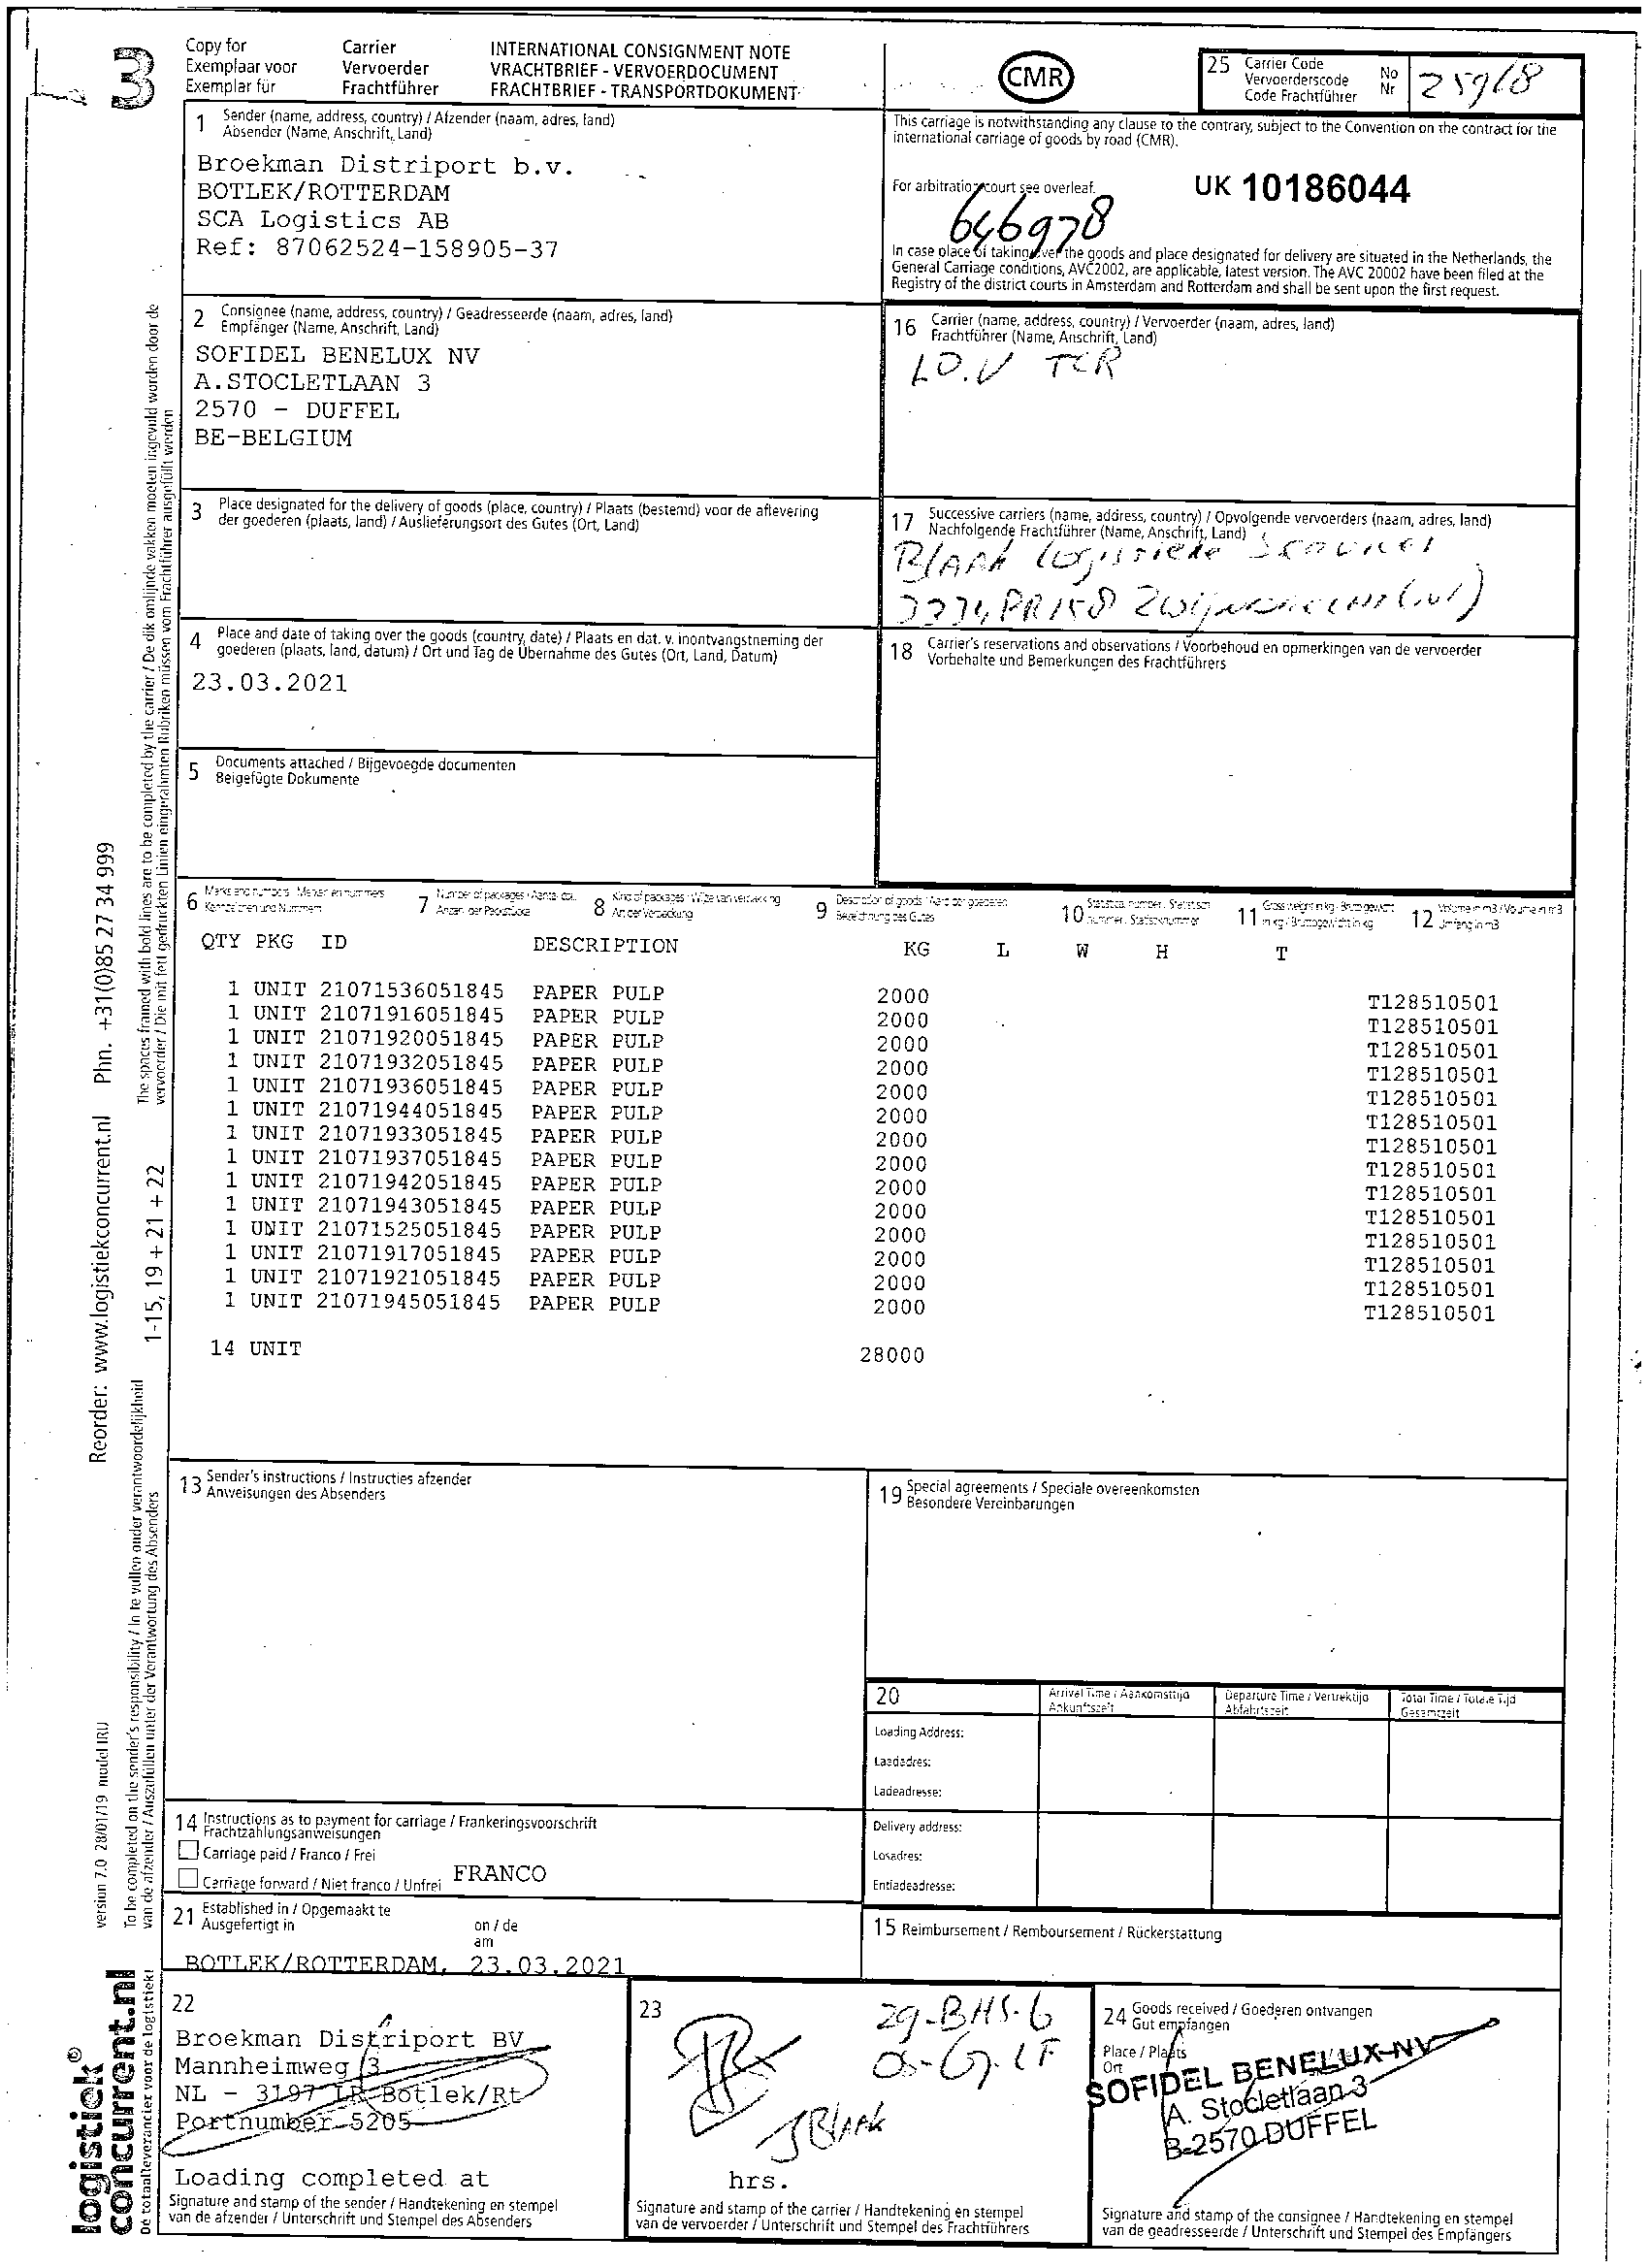 3
Copy for
Exemplaar voor
Exemplar für
Carrier
Vervoerder
Frachtführer
INTERNATIONAL CONSIGNMENT NOTE
VRACHTBRIEF - VERVOERDOCUMENT
FRACHTBRIEF - TRANSPORTDOKUMENT
CMR
25 Carrier Code
Vervoerderscode
Code Frachtführer
No
Nr
25918
1 Sender (name, address, country) / Afzender (naam, adres, land)
Absender (Name, Anschrift, Land)
Broekman Distriport b.v.
BOTLEK/ROTTERDAM
SCA Logistics AB
Ref: 87062524-158905-37
This carriage is notwithstanding any clause to the contrary, subject to the Convention on the contract for the
international carriage of goods by road (CMR).
For arbitration court see overleaf.
UK 10186044
646978
In case place of taking over the goods and place designated for delivery are situated in the Netherlands, the
General Carriage conditions, AVC2002, are applicable, latest version. The AVC 20002 have been filed at the
Registry of the district courts in Amsterdam and Rotterdam and shall be sent upon the first request.
2 Consignee (name, address, country) / Geadresseerde (naam, adres, land)
Empfänger (Name, Anschrift, Land)
SOFIDEL BENELUX NV
A.STOCLETLAAN 3
2570 - DUFFEL
BE-BELGIUM
16 Carrier (name, address, country) / Vervoerder (naam, adres, land)
Frachtführer (Name, Anschrift, Land)
I.O.V TCR
3 Place designated for the delivery of goods (place, country) / Plaats (bestemd) voor de aflevering
der goederen (plaats, land) / Auslieferungsort des Gutes (Ort, Land)
17 Successive carriers (name, address, country) / Opvolgende vervoerders (naam, adres, land)
Nachfolgende Frachtführer (Name, Anschrift, Land)
BLAAK Logistieke Services
4 Place and date of taking over the goods (country, date) / Plaats en dat. v. inontvangstneming der
goederen (plaats, land, datum) / Ort und Tag de Übernahme des Gutes (Ort, Land, Datum)
23.03.2021
18 Carrier's reservations and observations / Voorbehoud en opmerkingen van de vervoerder
Vorbehalte und Bemerkungen des Frachtführers
5 Documents attached / Bijgevoegde documenten
Beigefügte Dokumente
6 Marks and numbers / Merken en nummers
Kennzeichen und Nummern
7 Number of packages / Aantal colli
Anzahl der Packstücke
8 Kind of packages / Wijze van verpakking
Art der Verpackung
9 Description of goods / Aard der goederen
Bezeichnung des Gutes
10 Statistical number / Statistisch
nummer / Statistiknummer
11 Gross weight in kg / Brutogewicht
in kg / Bruttogewicht in kg
12 Volume in m3 / Volume in m3
Umfang in m3
QTY PKG ID DESCRIPTION KG L W H T
1 UNIT 21071536051845 PAPER PULP 2000 T128510501
1 UNIT 21071916051845 PAPER PULP 2000 T128510501
1 UNIT 21071920051845 PAPER PULP 2000 T128510501
1 UNIT 21071932051845 PAPER PULP 2000 T128510501
1 UNIT 21071936051845 PAPER PULP 2000 T128510501
1 UNIT 21071944051845 PAPER PULP 2000 T128510501
1 UNIT 21071933051845 PAPER PULP 2000 T128510501
1 UNIT 21071937051845 PAPER PULP 2000 T128510501
1 UNIT 21071942051845 PAPER PULP 2000 T128510501
1 UNIT 21071943051845 PAPER PULP 2000 T128510501
1 UNIT 21071525051845 PAPER PULP 2000 T128510501
1 UNIT 21071917051845 PAPER PULP 2000 T128510501
1 UNIT 21071921051845 PAPER PULP 2000 T128510501
1 UNIT 21071945051845 PAPER PULP 2000 T128510501
14 UNIT 28000
13 Sender's instructions / Instructies afzender
Anweisungen des Absenders
19 Special agreements / Speciale overeenkomsten
Besondere Vereinbarungen
20
Arrival Time / Aankomsttijd
Ankunftszeit
Departure Time / Vertrektijd
Abfahrtszeit
Total Time / Totale Tijd
Gesamtzeit
Loading Address:
Laadadres:
Ladeadresse:
Delivery address:
Losadres:
Entladeadresse:
14 Instructions as to payment for carriage / Frankeringsvoorschrift
Frachtzahlungsanweisungen
Carriage paid / Franco / Frei
Carriage forward / Niet franco / Unfrei
FRANCO
21 Established in / Opgemaakt te
Ausgefertigt in
on / de
am
BOTLEK/ROTTERDAM, 23.03.2021
15 Reimbursement / Remboursement / Rückerstattung
22
Broekman Distriport BV
Mannheimweg 3
NL - 3197 LR Botlek/Rt
Portnumber 5205
Loading completed at
Signature and stamp of the sender / Handtekening en stempel
van de afzender / Unterschrift und Stempel des Absenders
23
29-BHS-6
OS-67-LF
J BLAAK
hrs.
Signature and stamp of the carrier / Handtekening en stempel
van de vervoerder / Unterschrift und Stempel des Frachtführers
24 Goods received / Goederen ontvangen
Gut empfangen
Place / Plaats
Ort
SOFIDEL BENELUX NV
A. Stocletlaan 3
B-2570 DUFFEL
Signature and stamp of the consignee / Handtekening en stempel
van de geadresseerde / Unterschrift und Stempel des Empfängers
The spaces framed with bold lines are to be completed by the carrier / De dik omlijnde vakken moeten ingevuld worden door de
vervoerder / Die mit fett gedruckten Linien eingerahmten Rubriken müssen vom Frachtführer ausgefüllt werden
Reorder: www.logistiekconcurrent.nl Phn. +31(0)85 27 34 999
1-15, 19 + 21 + 22
To be completed on the sender's responsibility / In te vullen onder verantwoordelijkheid
van de afzender / Auszufüllen unter der Verantwortung des Absenders
version 7.0 28/01/19 model IRU
logistiek®
concurrent.nl
Dé totaalleverancier voor de logistiek!